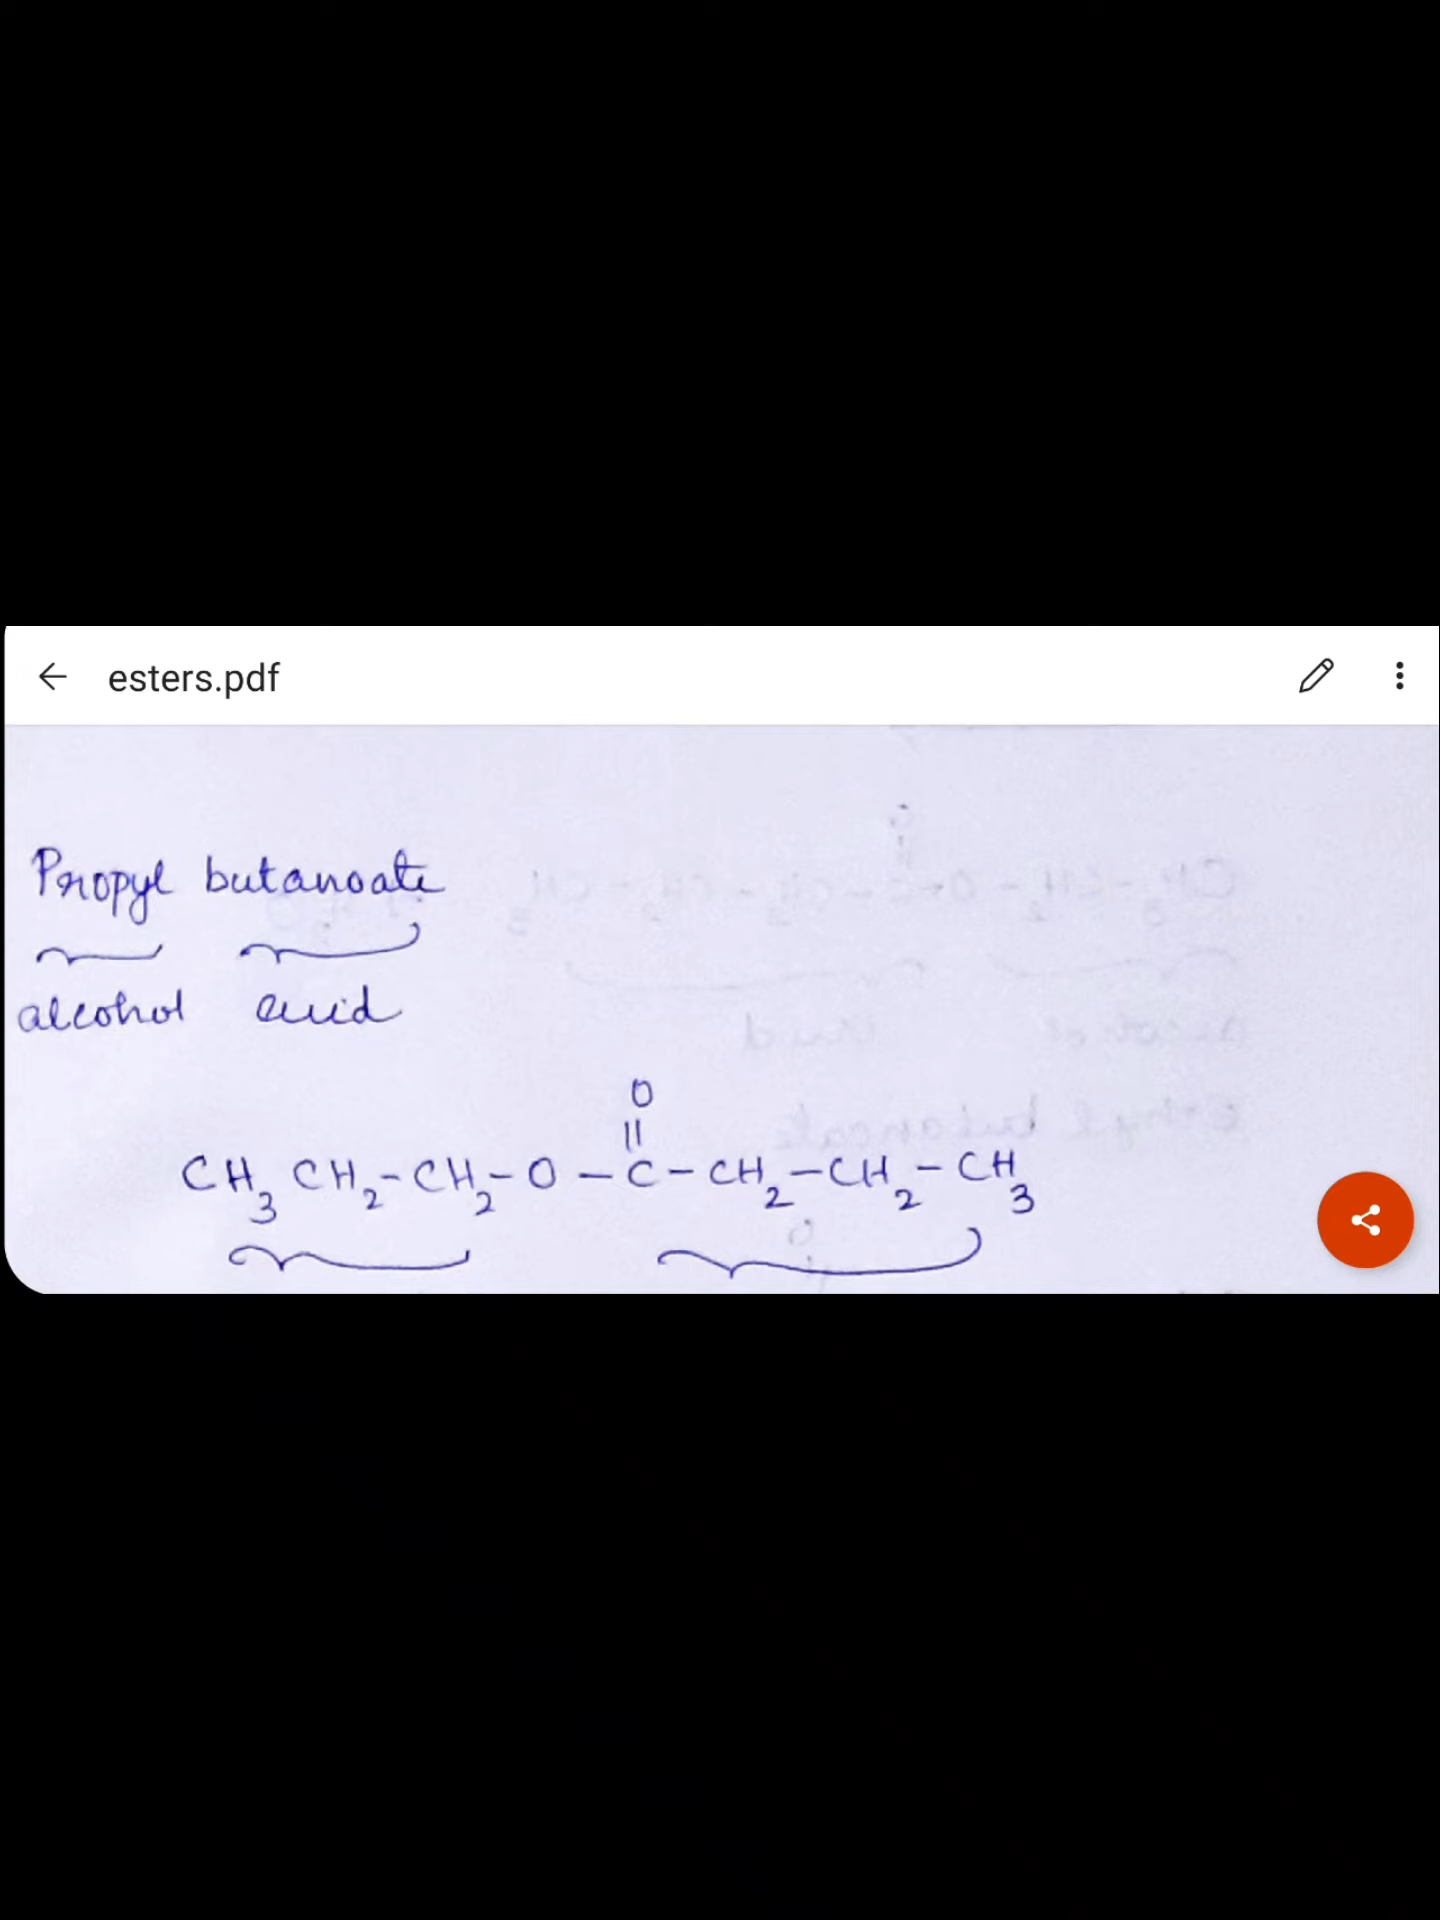 esters.pdf
Propyl butanoate
alcohol acid
O
||
CH3 CH2-CH2-O-C-CH2-CH2-CH3